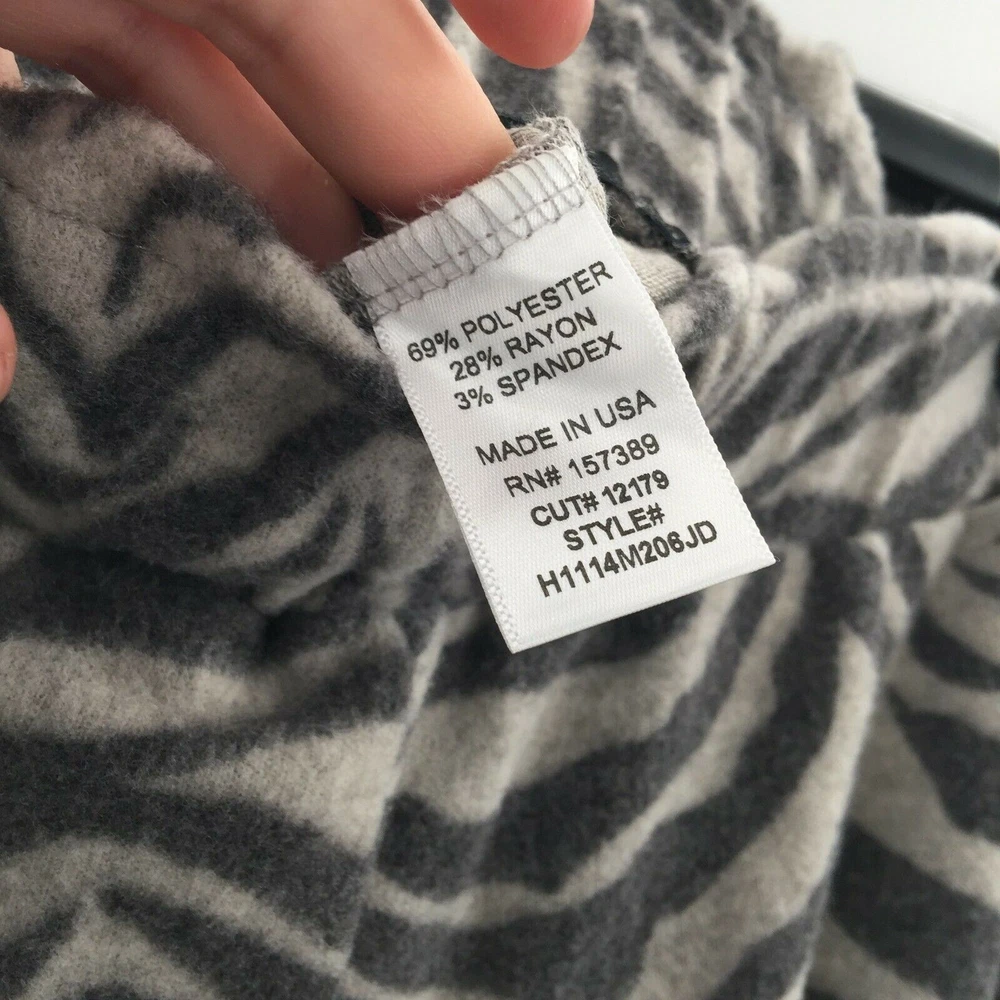 69% POLYESTER
28% RAYON
3% SPANDEX
MADE IN USA
RN# 157389
CUT# 12179
STYLE#
H1114M206JD